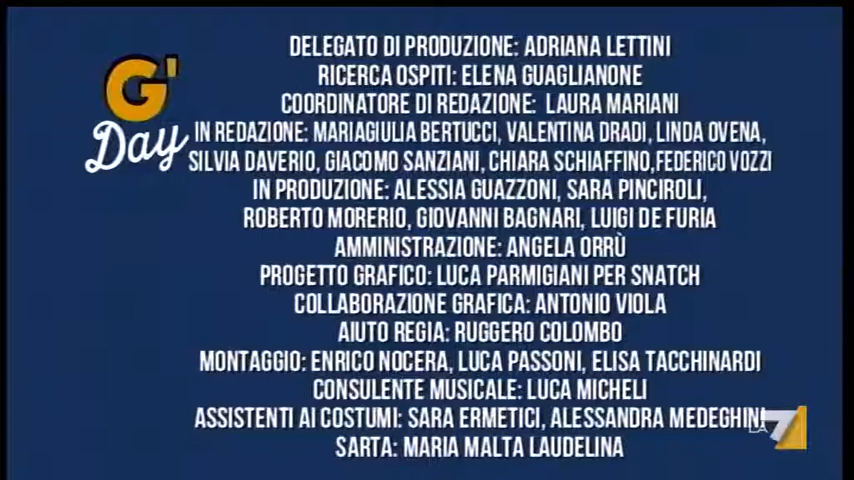 G'
Day
DELEGATO DI PRODUZIONE: ADRIANA LETTINI
RICERCA OSPITI: ELENA GUAGLIANONE
COORDINATORE DI REDAZIONE: LAURA MARIANI
IN REDAZIONE: MARIAGIULIA BERTUCCI, VALENTINA DRADI, LINDA OVENA,
SILVIA DAVERIO, GIACOMO SANZIANI, CHIARA SCHIAFFINO,FEDERICO VOZZI
IN PRODUZIONE: ALESSIA GUAZZONI, SARA PINCIROLI,
ROBERTO MORERIO, GIOVANNI BAGNARI, LUIGI DE FURIA
AMMINISTRAZIONE: ANGELA ORRÙ
PROGETTO GRAFICO: LUCA PARMIGIANI PER SNATCH
COLLABORAZIONE GRAFICA: ANTONIO VIOLA
AIUTO REGIA: RUGGERO COLOMBO
MONTAGGIO: ENRICO NOCERA, LUCA PASSONI, ELISA TACCHINARDI
CONSULENTE MUSICALE: LUCA MICHELI
ASSISTENTI AI COSTUMI: SARA ERMETICI, ALESSANDRA MEDEGHINI
SARTA: MARIA MALTA LAUDELINA
LA7